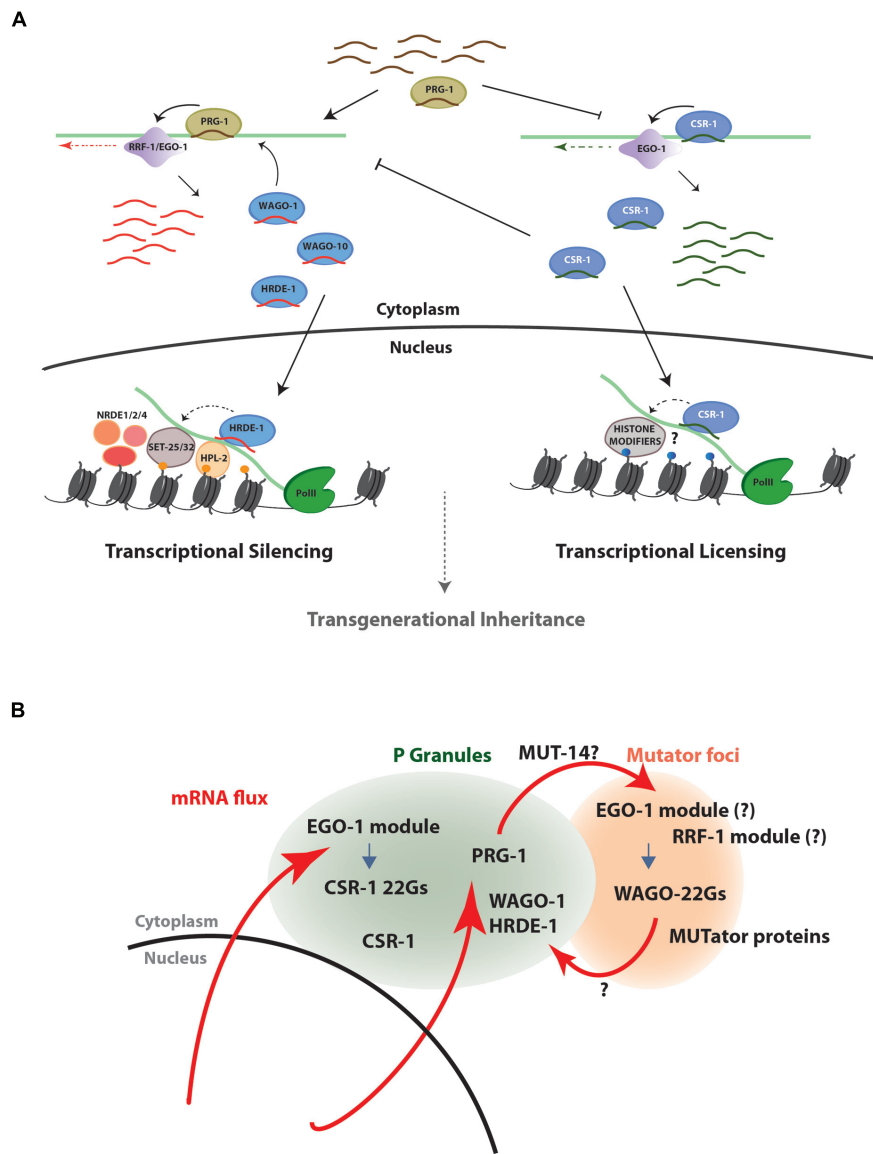 A
PRG-1
PRG-1
RRF-1/EGO-1
CSR-1
EGO-1
WAGO-1
WAGO-10
HRDE-1
CSR-1
CSR-1
Cytoplasm
Nucleus
NRDE1/2/4
SET-25/32
HRDE-1
HPL-2
PolII
HISTONE
MODIFIERS
?
CSR-1
PolII
Transcriptional Silencing
Transcriptional Licensing
Transgenerational Inheritance
B
P Granules
MUT-14?
Mutator foci
mRNA flux
EGO-1 module
PRG-1
EGO-1 module (?)
RRF-1 module (?)
CSR-1 22Gs
WAGO-1
HRDE-1
WAGO-22Gs
CSR-1
MUTator proteins
Cytoplasm
Nucleus
?